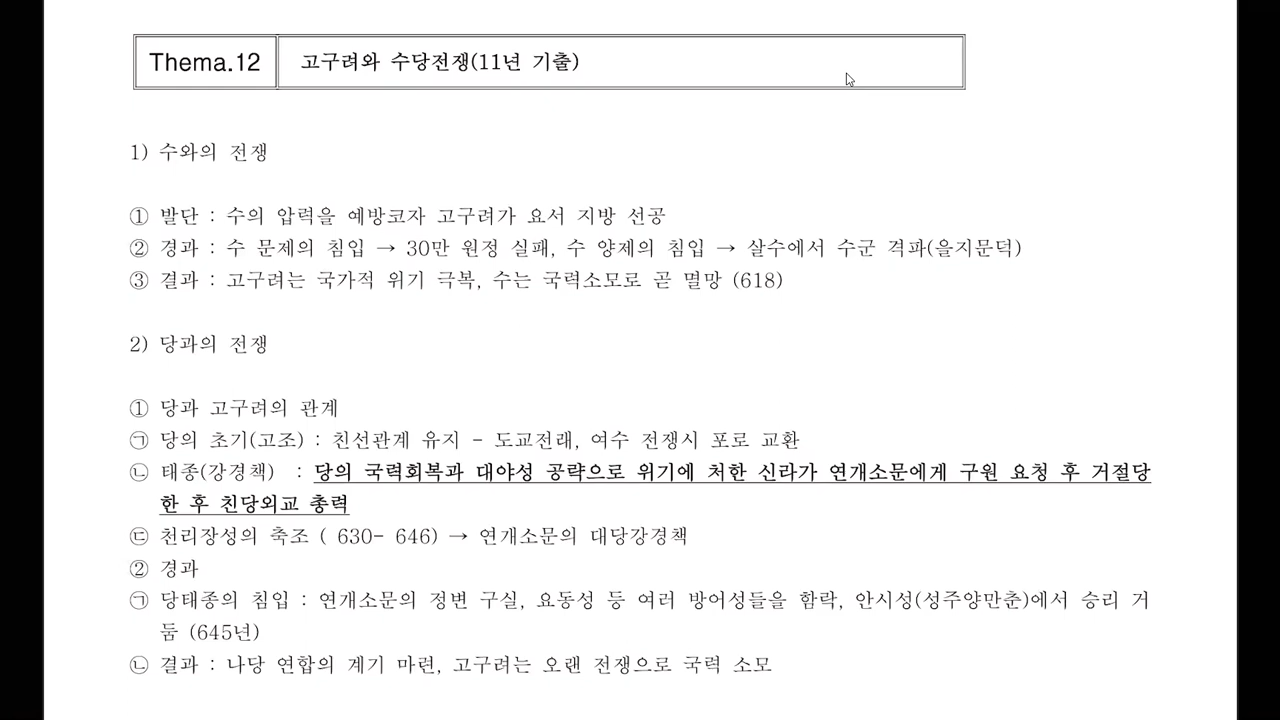 Thema.12 고구려와 수당전쟁(11년 기출)
1) 수와의 전쟁
① 발단 : 수의 압력을 예방코자 고구려가 요서 지방 선공
② 경과 : 수 문제의 침입 → 30만 원정 실패, 수 양제의 침입 → 살수에서 수군 격파(을지문덕)
③ 결과 : 고구려는 국가적 위기 극복, 수는 국력소모로 곧 멸망 (618)
2) 당과의 전쟁
① 당과 고구려의 관계
㉠ 당의 초기(고조) : 친선관계 유지 - 도교전래, 여수 전쟁시 포로 교환
㉡ 태종(강경책) : 당의 국력회복과 대야성 공략으로 위기에 처한 신라가 연개소문에게 구원 요청 후 거절당
한 후 친당외교 총력
㉢ 천리장성의 축조 ( 630- 646) → 연개소문의 대당강경책
② 경과
㉠ 당태종의 침입 : 연개소문의 정변 구실, 요동성 등 여러 방어성들을 함락, 안시성(성주양만춘)에서 승리 거
둠 (645년)
㉡ 결과 : 나당 연합의 계기 마련, 고구려는 오랜 전쟁으로 국력 소모